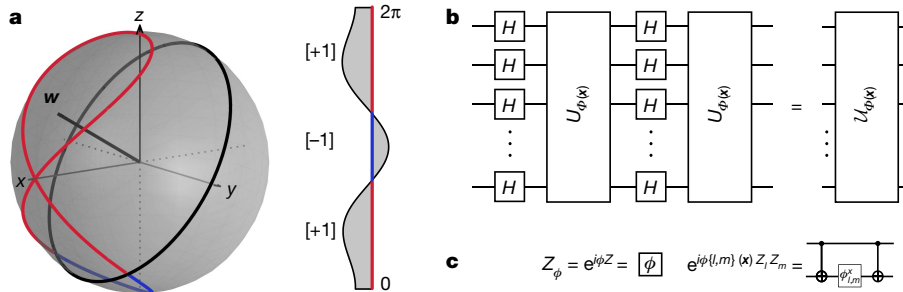 a
z
w
x
y
2π
[+1]
[-1]
[+1]
0
b
H
H
H
H
U_Φ(x)
H
H
H
H
U_Φ(x)
=
𝒰_Φ(x)
c
Z_ϕ = e^{iϕZ} = ϕ
e^{iϕ{l,m} (x) Z_l Z_m} = ϕ^x_{l,m}